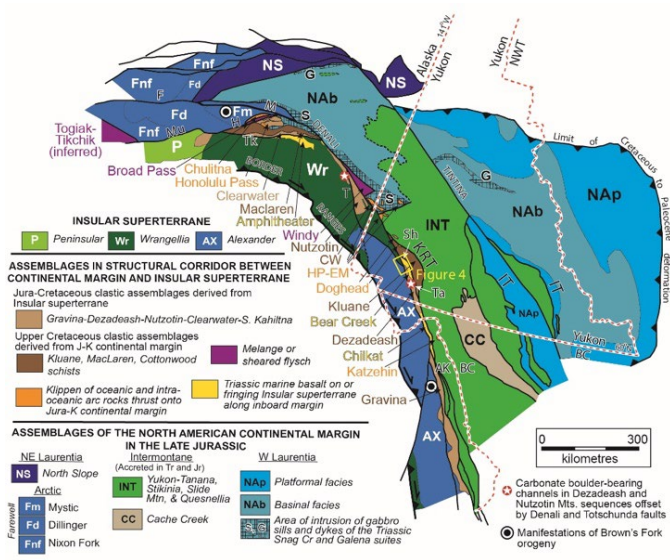 Fnf
Fd
NS
Fnf
F
Fd
Fm
NAb
G
NS
Alaska 141°W
Yukon
Yukon
NWT
Togiak-
Tikchik
(inferred)
Fnf
Mu
M
S
DENALI
P
Tk
Broad Pass
Chulitna
Honolulu Pass
Clearwater
Maclaren
Amphitheater
Windy
Nutzotin
CW
HP-EM
Doghead
Kluane
Bear Creek
Dezadeash
Chilkat
Katzehin
Gravina
BORDER
RANGES
Wr
T
S
Sh
KRT
Figure 4
Ta
INT
TINTINA
G
NAb
NAp
Limit of Cretaceous to Paleocene deformation
IT
IT
NAp
CC
Yukon
BC
AK
BC
AX
AX
INSULAR SUPERTERRANE
P Peninsular
Wr Wrangellia
AX Alexander
ASSEMBLAGES IN STRUCTURAL CORRIDOR BETWEEN
CONTINENTAL MARGIN AND INSULAR SUPERTERRANE
Jura-Cretaceous clastic assemblages derived from
Insular superterrane
Gravina-Dezadeash-Nutzotin-Clearwater-S. Kahiltna
Upper Cretaceous clastic assemblages
derived from J-K continental margin
Kluane, MacLaren, Cottonwood
schists
Melange or
sheared flysch
Klippen of oceanic and intra-
oceanic arc rocks thrust onto
Jura-K continental margin
Triassic marine basalt on or
fringing Insular superterrane
along inboard margin
ASSEMBLAGES OF THE NORTH AMERICAN CONTINENTAL MARGIN
IN THE LATE JURASSIC
NE Laurentia
NS North Slope
Arctic
Farewell
Fm Mystic
Fd Dillinger
Fnf Nixon Fork
Intermontane
(Accreted in Tr and Jr)
INT Yukon-Tanana,
Stikinia, Slide
Mtn, & Quesnellia
CC Cache Creek
W Laurentia
NAp Platformal facies
NAb Basinal facies
Area of intrusion of gabbro
sills and dykes of the Triassic
Snag Cr and Galena suites
0 300
kilometres
Carbonate boulder-bearing
channels in Dezadeash and
Nutzotin Mts. sequences offset
by Denali and Totschunda faults
Manifestations of Brown's Fork
orogeny